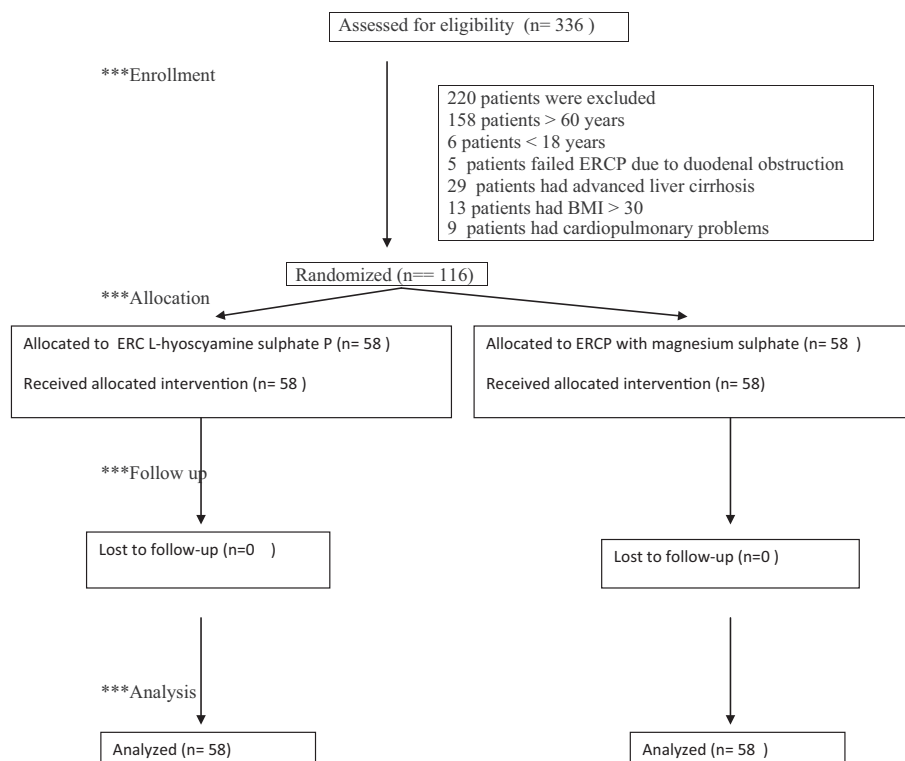 Assessed for eligibility (n= 336 )
***Enrollment
220 patients were excluded
158 patients > 60 years
6 patients < 18 years
5 patients failed ERCP due to duodenal obstruction
29 patients had advanced liver cirrhosis
13 patients had BMI > 30
9 patients had cardiopulmonary problems
Randomized (n== 116)
***Allocation
Allocated to ERC L-hyoscyamine sulphate P (n= 58 )
Received allocated intervention (n= 58 )
Allocated to ERCP with magnesium sulphate (n= 58 )
Received allocated intervention (n= 58)
***Follow up
Lost to follow-up (n=0 )
Lost to follow-up (n=0 )
***Analysis
Analyzed (n= 58)
Analyzed (n= 58 )